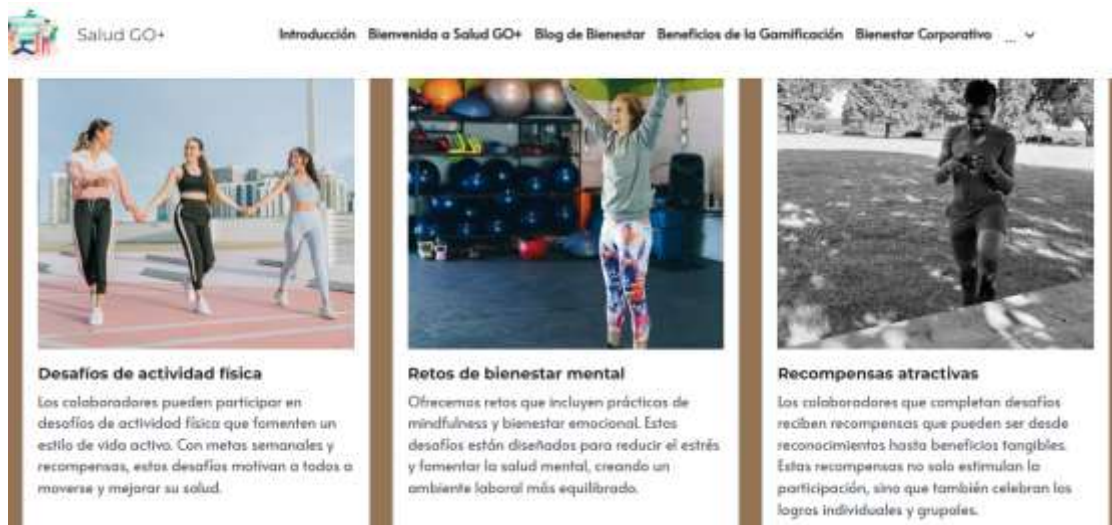 Salud GO+
Introducción Bienvenida a Salud GO+ Blog de Bienestar Beneficios de la Gamificación Bienestar Corporativo ...
Desafíos de actividad física
Los colaboradores pueden participar en
desafíos de actividad física que fomenten un
estilo de vida activo. Con metas semanales y
recompensas, estos desafíos motivan a todos a
moverse y mejorar su salud.
Retos de bienestar mental
Ofrecemos retos que incluyen prácticas de
mindfulness y bienestar emocional. Estos
desafíos están diseñados para reducir el estrés
y fomentar la salud mental, creando un
ambiente laboral más equilibrado.
Recompensas atractivas
Los colaboradores que completan desafíos
reciben recompensas que pueden ser desde
reconocimientos hasta beneficios tangibles.
Estas recompensas no solo estimulan la
participación, sino que también celebran los
logros individuales y grupales.